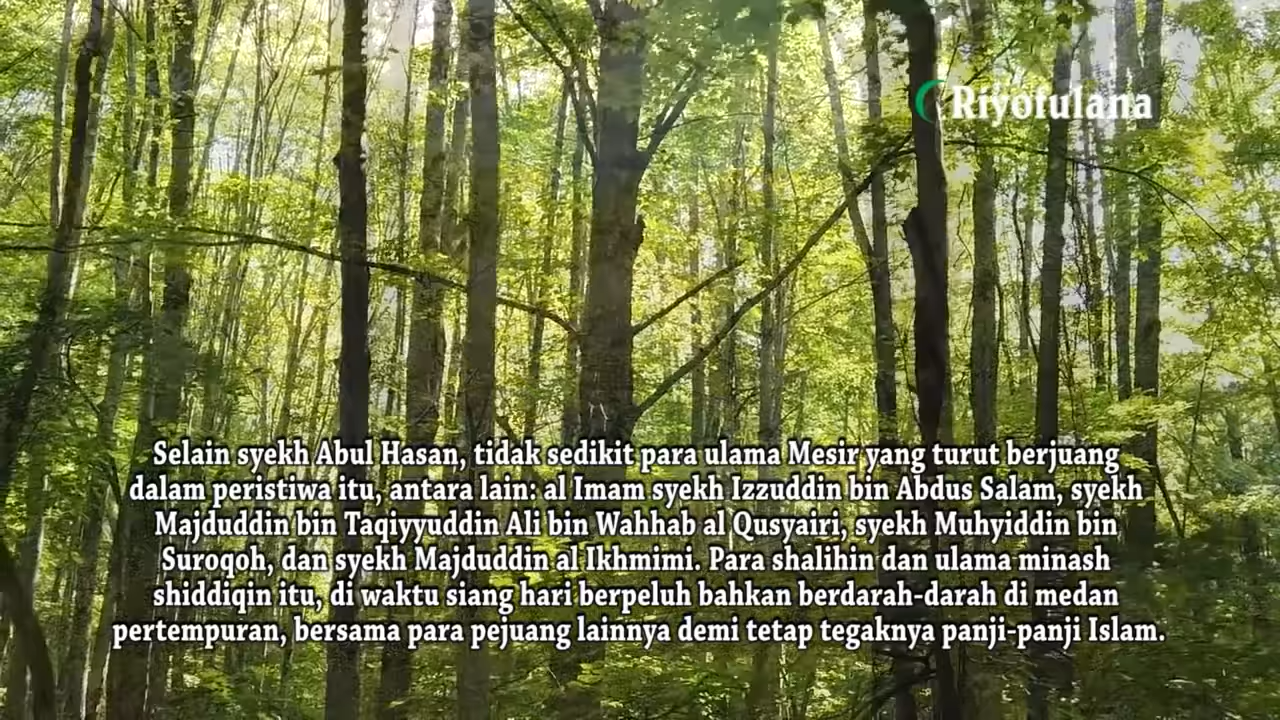 Riyoful ana
Selain syekh Abul Hasan, tidak sedikit para ulama Mesir yang turut berjuang
dalam peristiwa itu, antara lain: al Imam syekh Izzuddin bin Abdus Salam, syekh
Majduddin bin Taqiyyuddin Ali bin Wahhab al Qusyairi, syekh Muhyiddin bin
Suroqoh, dan syekh Majduddin al Ikhmimi. Para shalihin dan ulama minash
shiddiqin itu, di waktu siang hari berpeluh bahkan berdarah-darah di medan
pertempuran, bersama para pejuang lainnya demi tetap tegaknya panji-panji Islam.